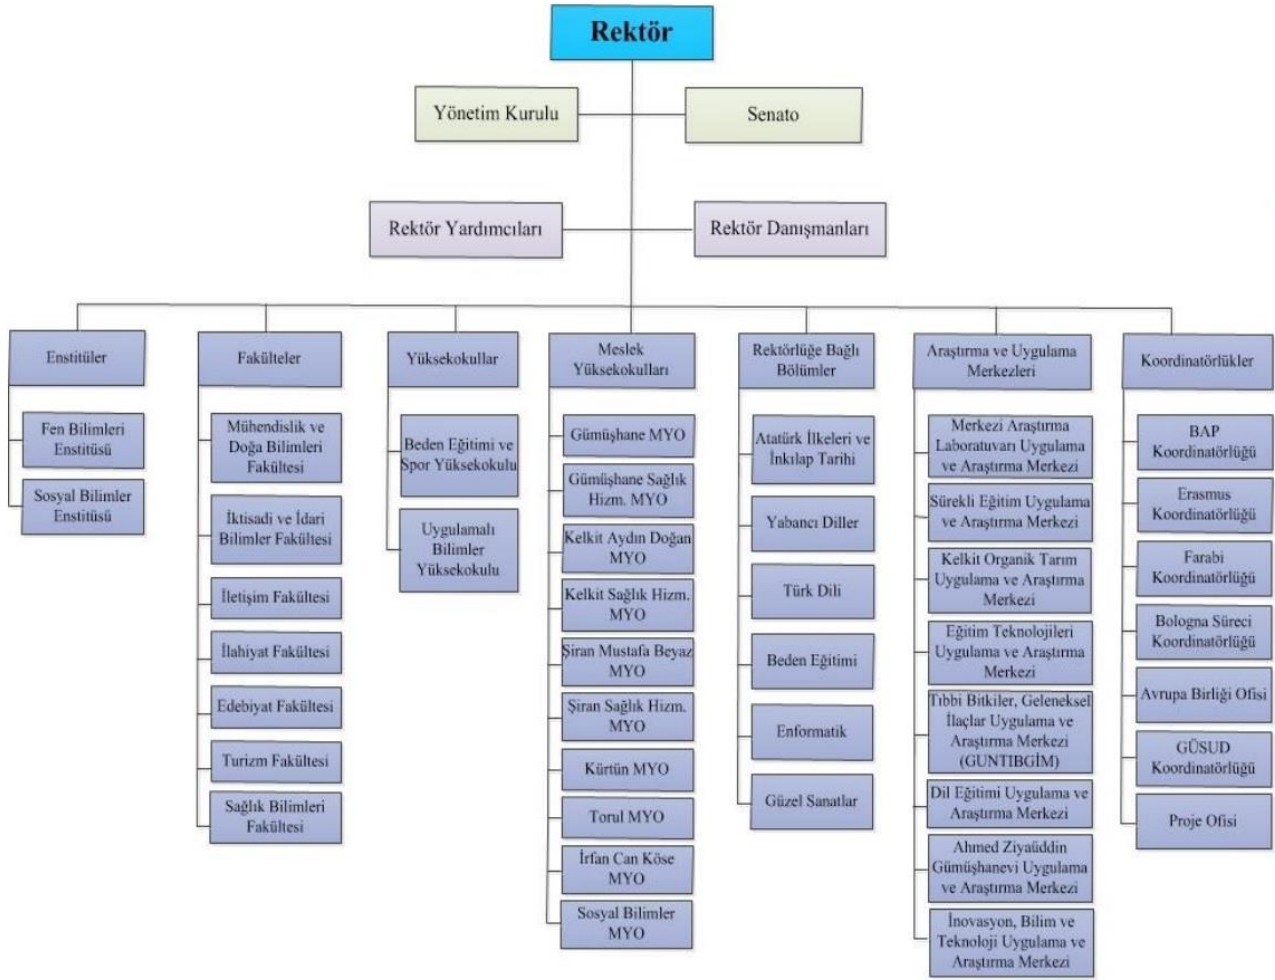 Rektör
Yönetim Kurulu
Senato
Rektör Yardımcıları
Rektör Danışmanları
Enstitüler
Fen Bilimleri
Enstitüsü
Sosyal Bilimler
Enstitüsü
Fakülteler
Mühendislik ve
Doğa Bilimleri
Fakültesi
İktisadi ve İdari
Bilimler Fakültesi
İletişim Fakültesi
İlahiyat Fakültesi
Edebiyat Fakültesi
Turizm Fakültesi
Sağlık Bilimleri
Fakültesi
Yüksekokullar
Beden Eğitimi ve
Spor Yüksekokulu
Uygulamalı
Bilimler
Yüksekokulu
Meslek
Yüksekokulları
Gümüşhane MYO
Gümüşhane Sağlık
Hizm. MYO
Kelkit Aydın Doğan
MYO
Kelkit Sağlık Hizm.
MYO
Şiran Mustafa Beyaz
MYO
Şiran Sağlık Hizm.
MYO
Kürtün MYO
Torul MYO
İrfan Can Köse
MYO
Sosyal Bilimler
MYO
Rektörlüğe Bağlı
Bölümler
Atatürk İlkeleri ve
İnkılap Tarihi
Yabancı Diller
Türk Dili
Beden Eğitimi
Enformatik
Güzel Sanatlar
Araştırma ve Uygulama
Merkezleri
Merkezi Araştırma
Laboratuvarı Uygulama
ve Araştırma Merkezi
Sürekli Eğitim Uygulama
ve Araştırma Merkezi
Kelkit Organik Tarım
Uygulama ve Araştırma
Merkezi
Eğitim Teknolojileri
Uygulama ve Araştırma
Merkezi
Tıbbi Bitkiler, Geleneksel
İlaçlar Uygulama ve
Araştırma Merkezi
(GUNTIBGİM)
Dil Eğitimi Uygulama ve
Araştırma Merkezi
Ahmed Ziyaüddin
Gümüşhanevi Uygulama
ve Araştırma Merkezi
İnovasyon, Bilim ve
Teknoloji Uygulama ve
Araştırma Merkezi
Koordinatörlükler
BAP
Koordinatörlüğü
Erasmus
Koordinatörlüğü
Farabi
Koordinatörlüğü
Bologna Süreci
Koordinatörlüğü
Avrupa Birliği Ofisi
GÜSUD
Koordinatörlüğü
Proje Ofisi